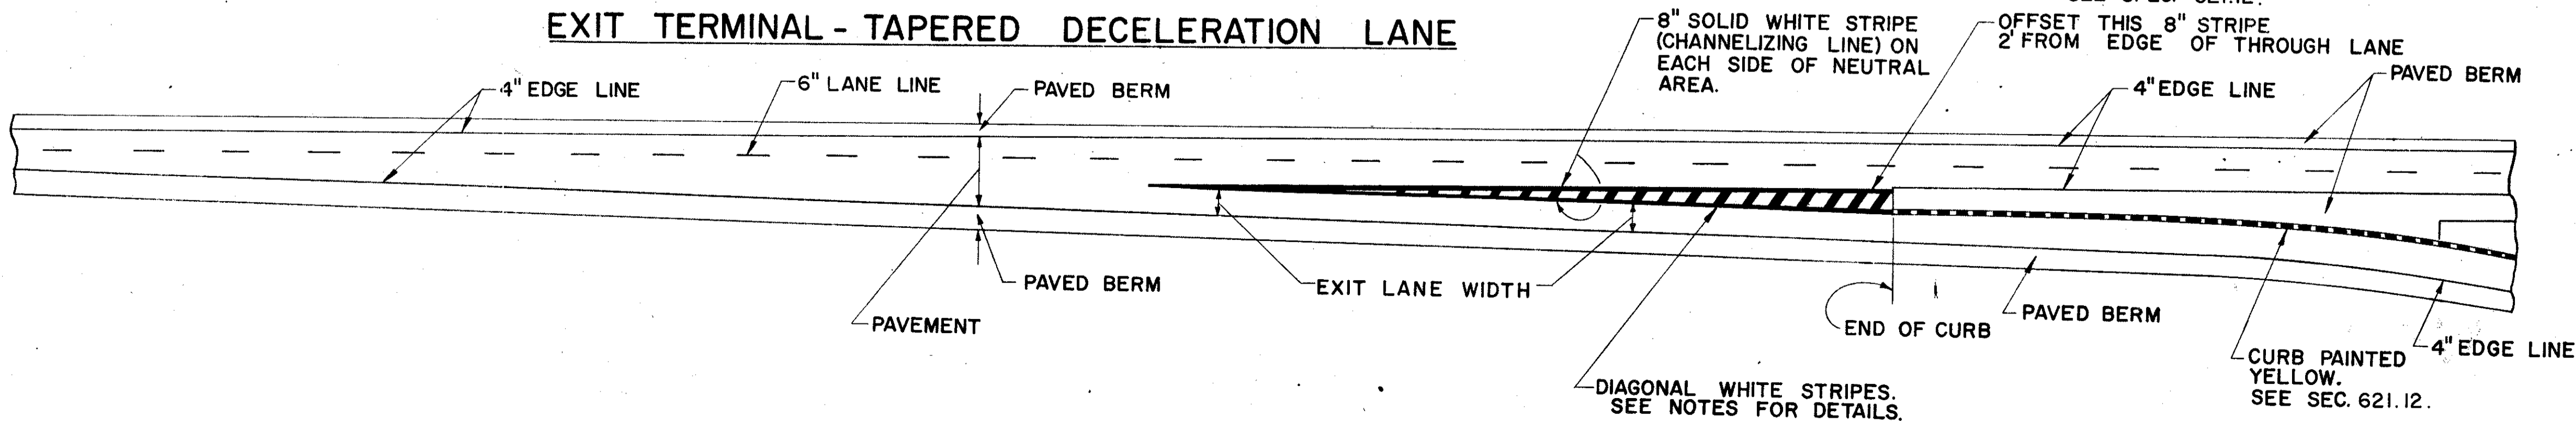 EXIT TERMINAL - TAPERED DECELERATION LANE
8" SOLID WHITE STRIPE
(CHANNELIZING LINE) ON
EACH SIDE OF NEUTRAL
AREA.
OFFSET THIS 8" STRIPE
2' FROM EDGE OF THROUGH LANE
PAVED BERM
4" EDGE LINE
6" LANE LINE
PAVED BERM
4" EDGE LINE
PAVED BERM
EXIT LANE WIDTH
PAVEMENT
END OF CURB
PAVED BERM
4" EDGE LINE
CURB PAINTED
YELLOW.
SEE SEC. 621.12.
DIAGONAL WHITE STRIPES.
SEE NOTES FOR DETAILS.